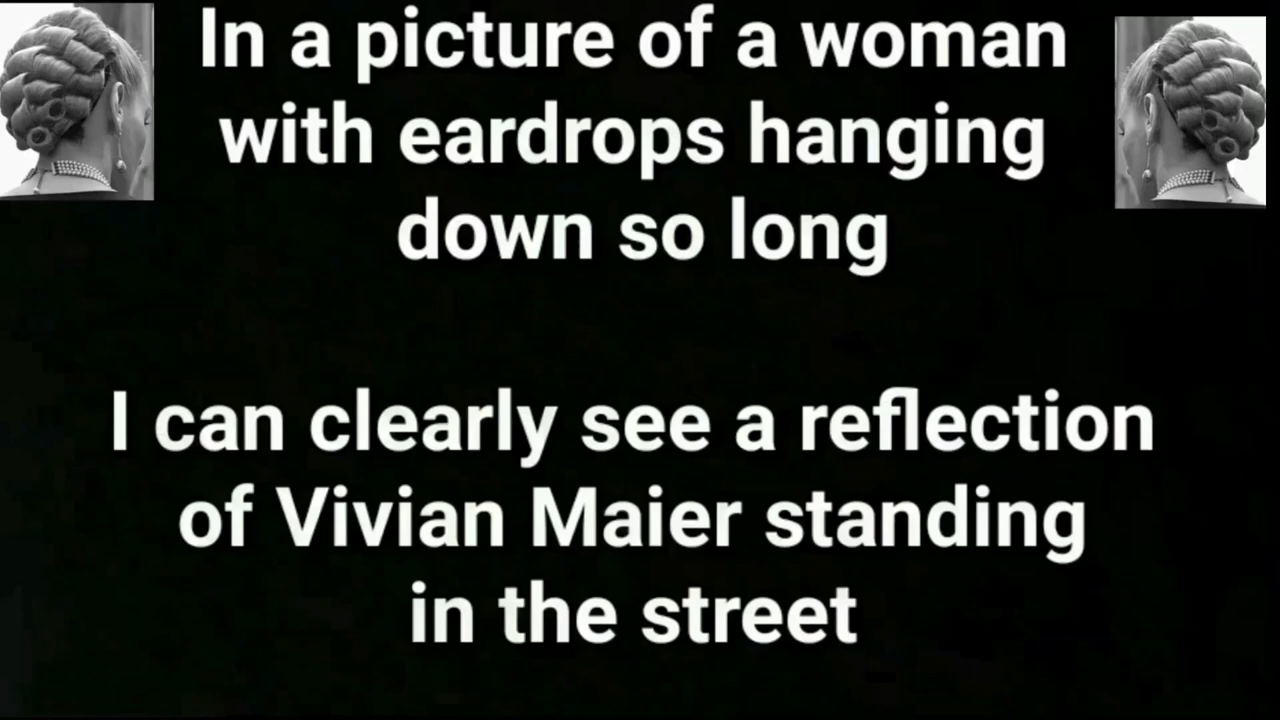 In a picture of a woman
with eardrops hanging
down so long
I can clearly see a reflection
of Vivian Maier standing
in the street